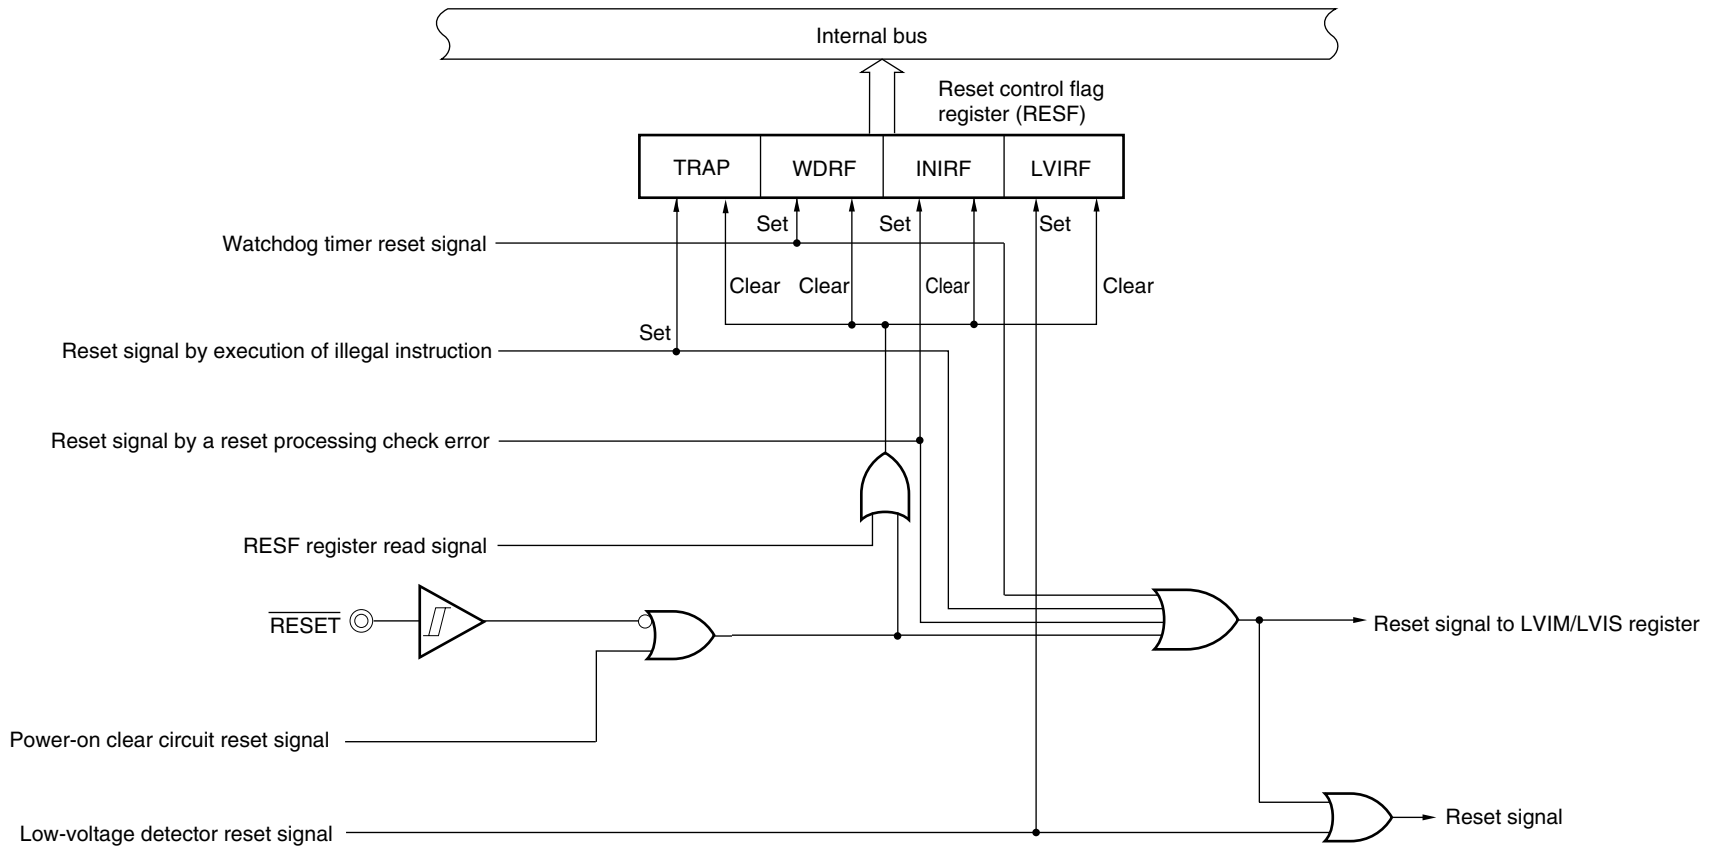 Internal bus
Reset control flag
register (RESF)
TRAP WDRF INIRF LVIRF
Set Set Set
Watchdog timer reset signal
Clear Clear Clear Clear
Set
Reset signal by execution of illegal instruction
Reset signal by a reset processing check error
RESF register read signal
RESET
Reset signal to LVIM/LVIS register
Power-on clear circuit reset signal
Reset signal
Low-voltage detector reset signal